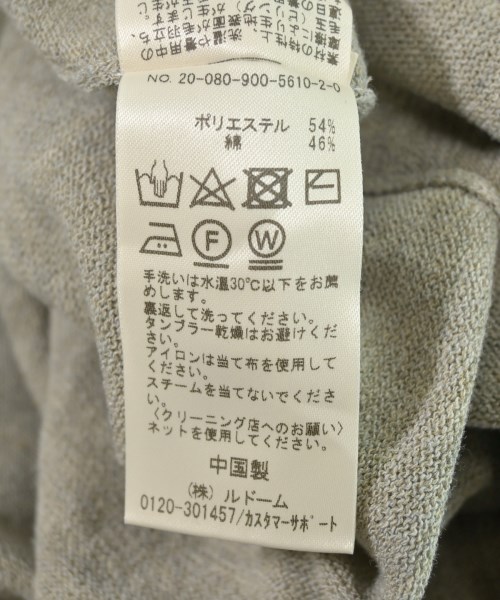 NO. 20-080-900-5610-2-0
ポリエステル 54%
綿 46%
F
W
手洗いは水温30℃以下をお薦
めします。
裏返して洗ってください。
タンブラー乾燥はお避けくだ
さい。
アイロンは当て布を使用して
ください。
スチームを当てないでくださ
い。
〈クリーニング店へのお願い〉
ネットを使用してください。
中国製
(株) ルドーム
0120-301457/カスタマーサポート